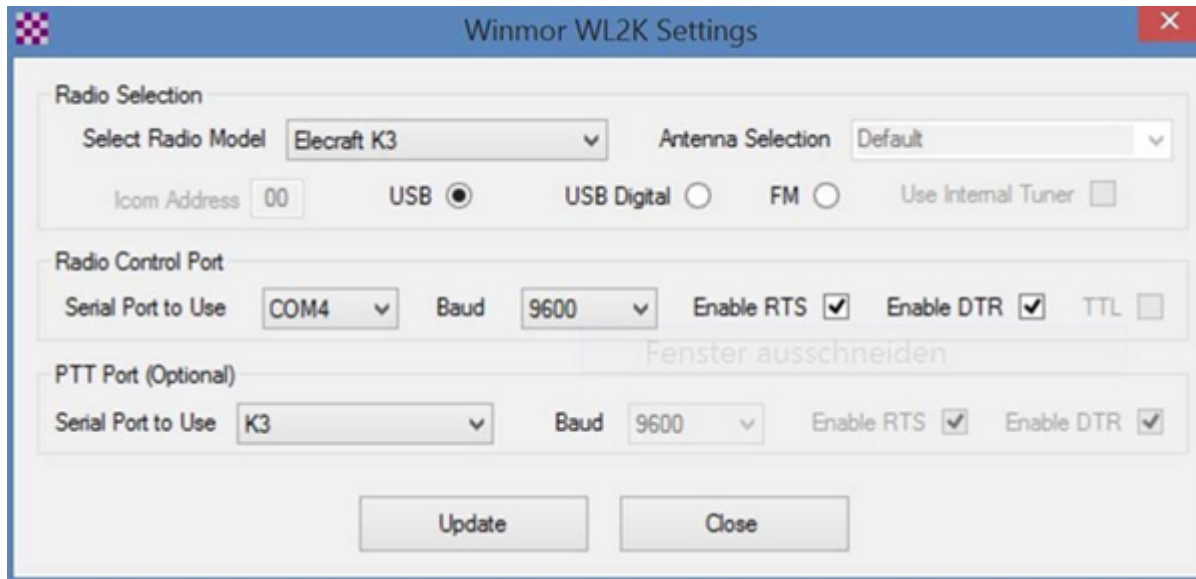 Winmor WL2K Settings
Radio Selection
Select Radio Model Elecraft K3 Antenna Selection Default
Icom Address 00 USB USB Digital FM Use Internal Tuner
Radio Control Port
Serial Port to Use COM4 Baud 9600 Enable RTS Enable DTR TTL
Fenster ausschneiden
PTT Port (Optional)
Serial Port to Use K3 Baud 9600 Enable RTS Enable DTR
Update Close